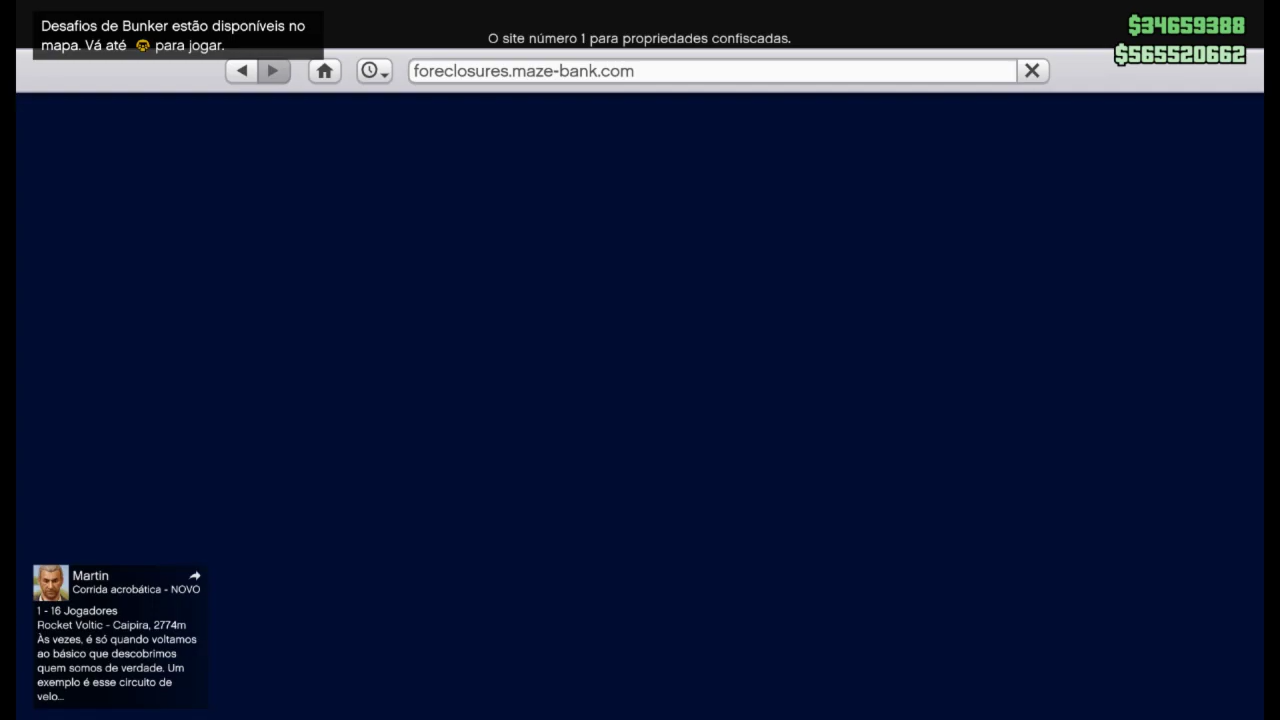 Desafios de Bunker estão disponíveis no
mapa. Vá até para jogar.
O site número 1 para propriedades confiscadas.
$34659388
$565520662
foreclosures.maze-bank.com
Martin
Corrida acrobática - NOVO
1 - 16 Jogadores
Rocket Voltic - Caipira, 2774m
Às vezes, é só quando voltamos
ao básico que descobrimos
quem somos de verdade. Um
exemplo é esse circuito de
velo...